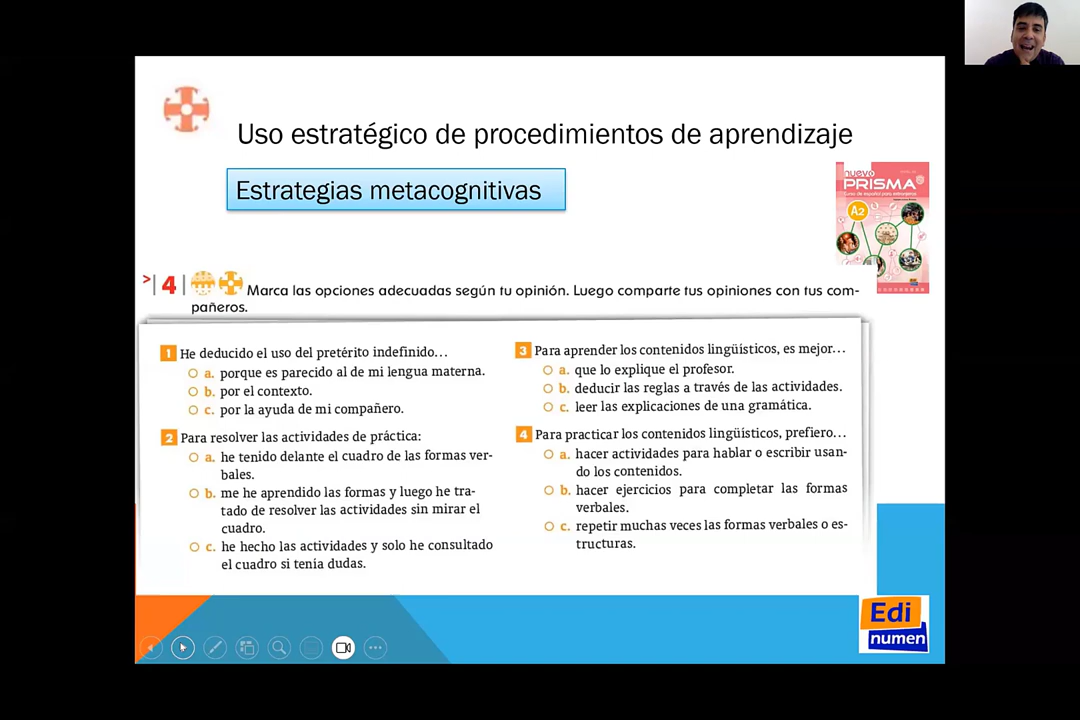 Uso estratégico de procedimientos de aprendizaje
Estrategias metacognitivas
nuevo
PRISMA
A2
>| 4 | Marca las opciones adecuadas según tu opinión. Luego comparte tus opiniones con tus com-
pañeros.
1 He deducido el uso del pretérito indefinido...
a. porque es parecido al de mi lengua materna.
b. por el contexto.
c. por la ayuda de mi compañero.
2 Para resolver las actividades de práctica:
a. he tenido delante el cuadro de las formas ver-
bales.
b. me he aprendido las formas y luego he tra-
tado de resolver las actividades sin mirar el
cuadro.
c. he hecho las actividades y solo he consultado
el cuadro si tenía dudas.
3 Para aprender los contenidos lingüísticos, es mejor...
a. que lo explique el profesor.
b. deducir las reglas a través de las actividades.
c. leer las explicaciones de una gramática.
4 Para practicar los contenidos lingüísticos, prefiero...
a. hacer actividades para hablar o escribir usan-
do los contenidos.
b. hacer ejercicios para completar las formas
verbales.
c. repetir muchas veces las formas verbales o es-
tructuras.
Edi
numen